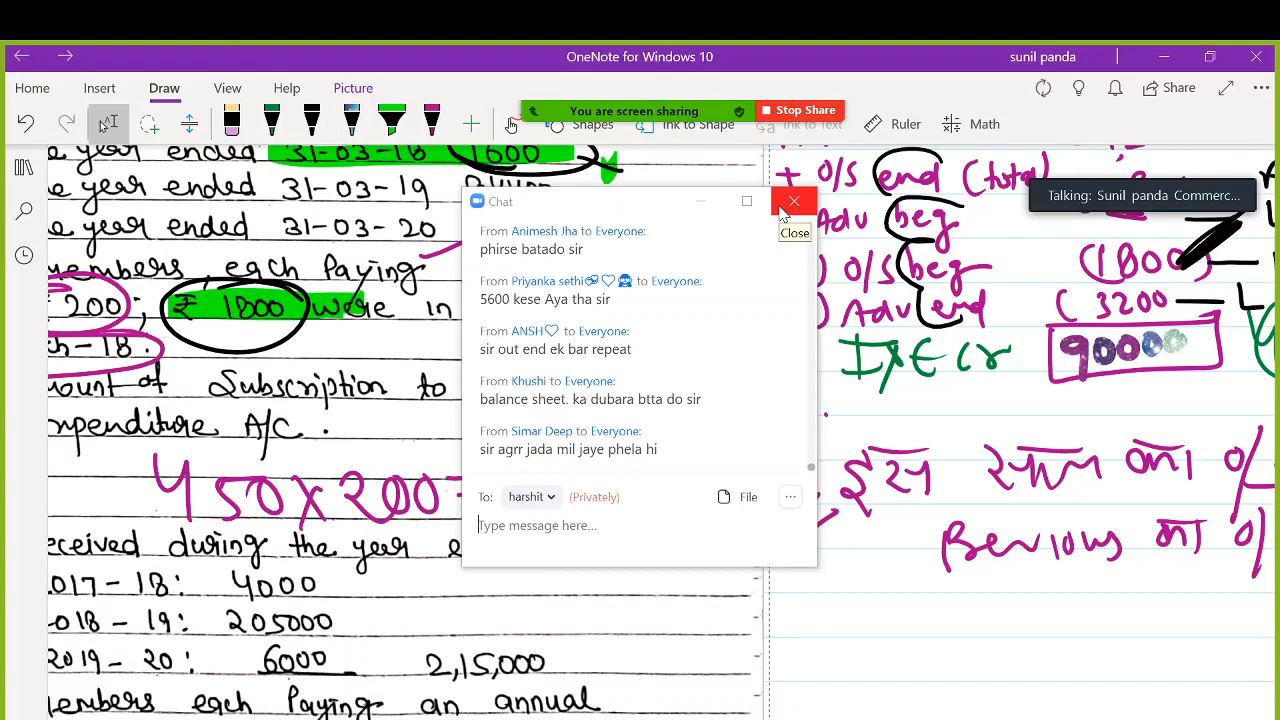 OneNote for Windows 10
sunil panda
Home Insert Draw View Help Picture
You are screen sharing
Stop Share
Share
Shapes
Ink to Shape
Ink to Text
Ruler
Math
e year ended 31-03-18 1600
e year ended 31-03-19
e year ended 31-03-20
members, each Paying
₹ 200; ₹ 1800 were in
ch-18.
mount of Subscription to
penditure A/C.
450×200
eceived during the year e
2017-18: 4000
018-19: 205000
2019-20: 6000 2,15,000
embers each Paying an annual
Chat
Close
From Animesh Jha to Everyone:
phirse batado sir
From Priyanka sethi to Everyone:
5600 kese Aya tha sir
From ANSH♡ to Everyone:
sir out end ek bar repeat
From Khushi to Everyone:
balance sheet. ka dubara btta do sir
From Simar Deep to Everyone:
sir agrr jada mil jaye phela hi
To: harshit (Privately)
File
Type message here...
Talking: Sunil panda Commerc...
+ O/S end (total)
Adv beg
) O/S beg (1800)
) Adv end (3200
I&E Cr 90000
का O/
Previous का O/